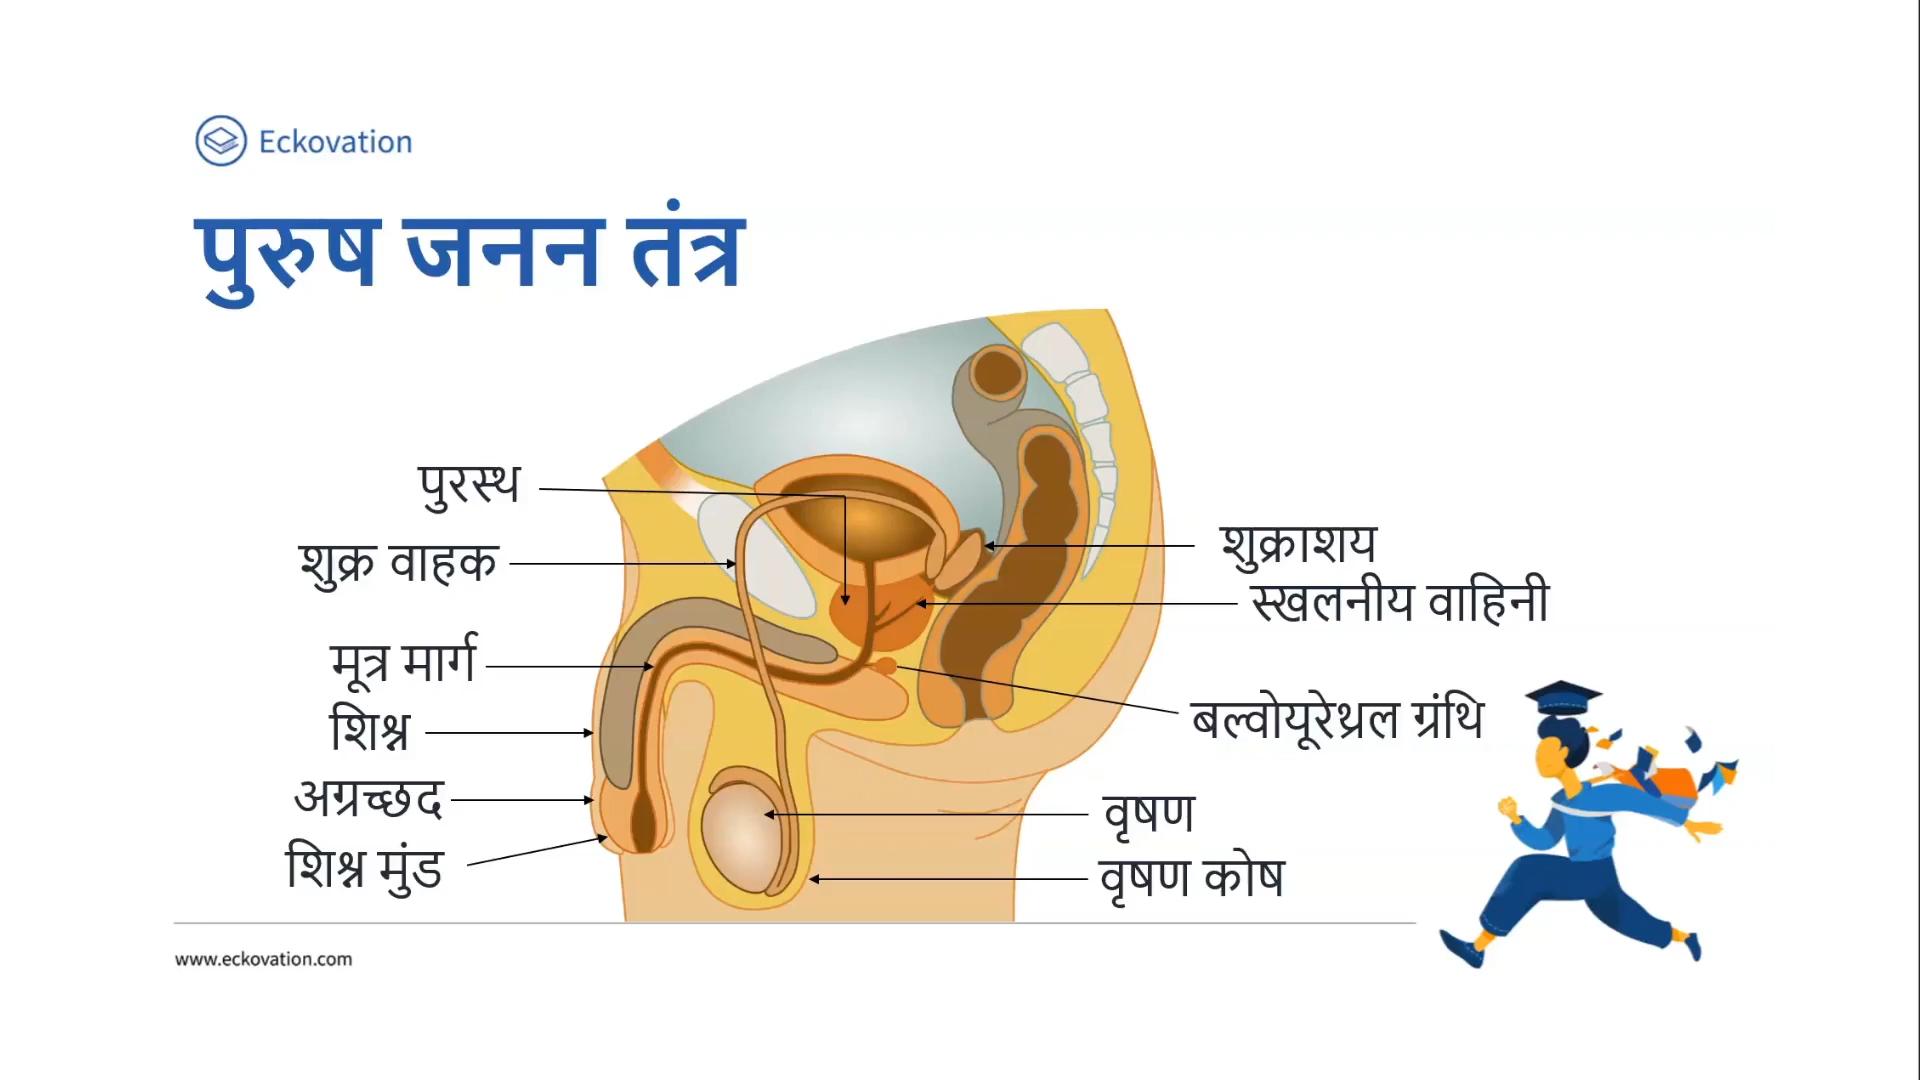 Eckovation
पुरुष जनन तंत्र
पुरस्थ
शुक्र वाहक
मूत्र मार्ग
शिश्न
अग्रच्छद
शिश्न मुंड
शुक्राशय
स्खलनीय वाहिनी
बल्वोयूरेथ्रल ग्रंथि
वृषण
वृषण कोष
www.eckovation.com